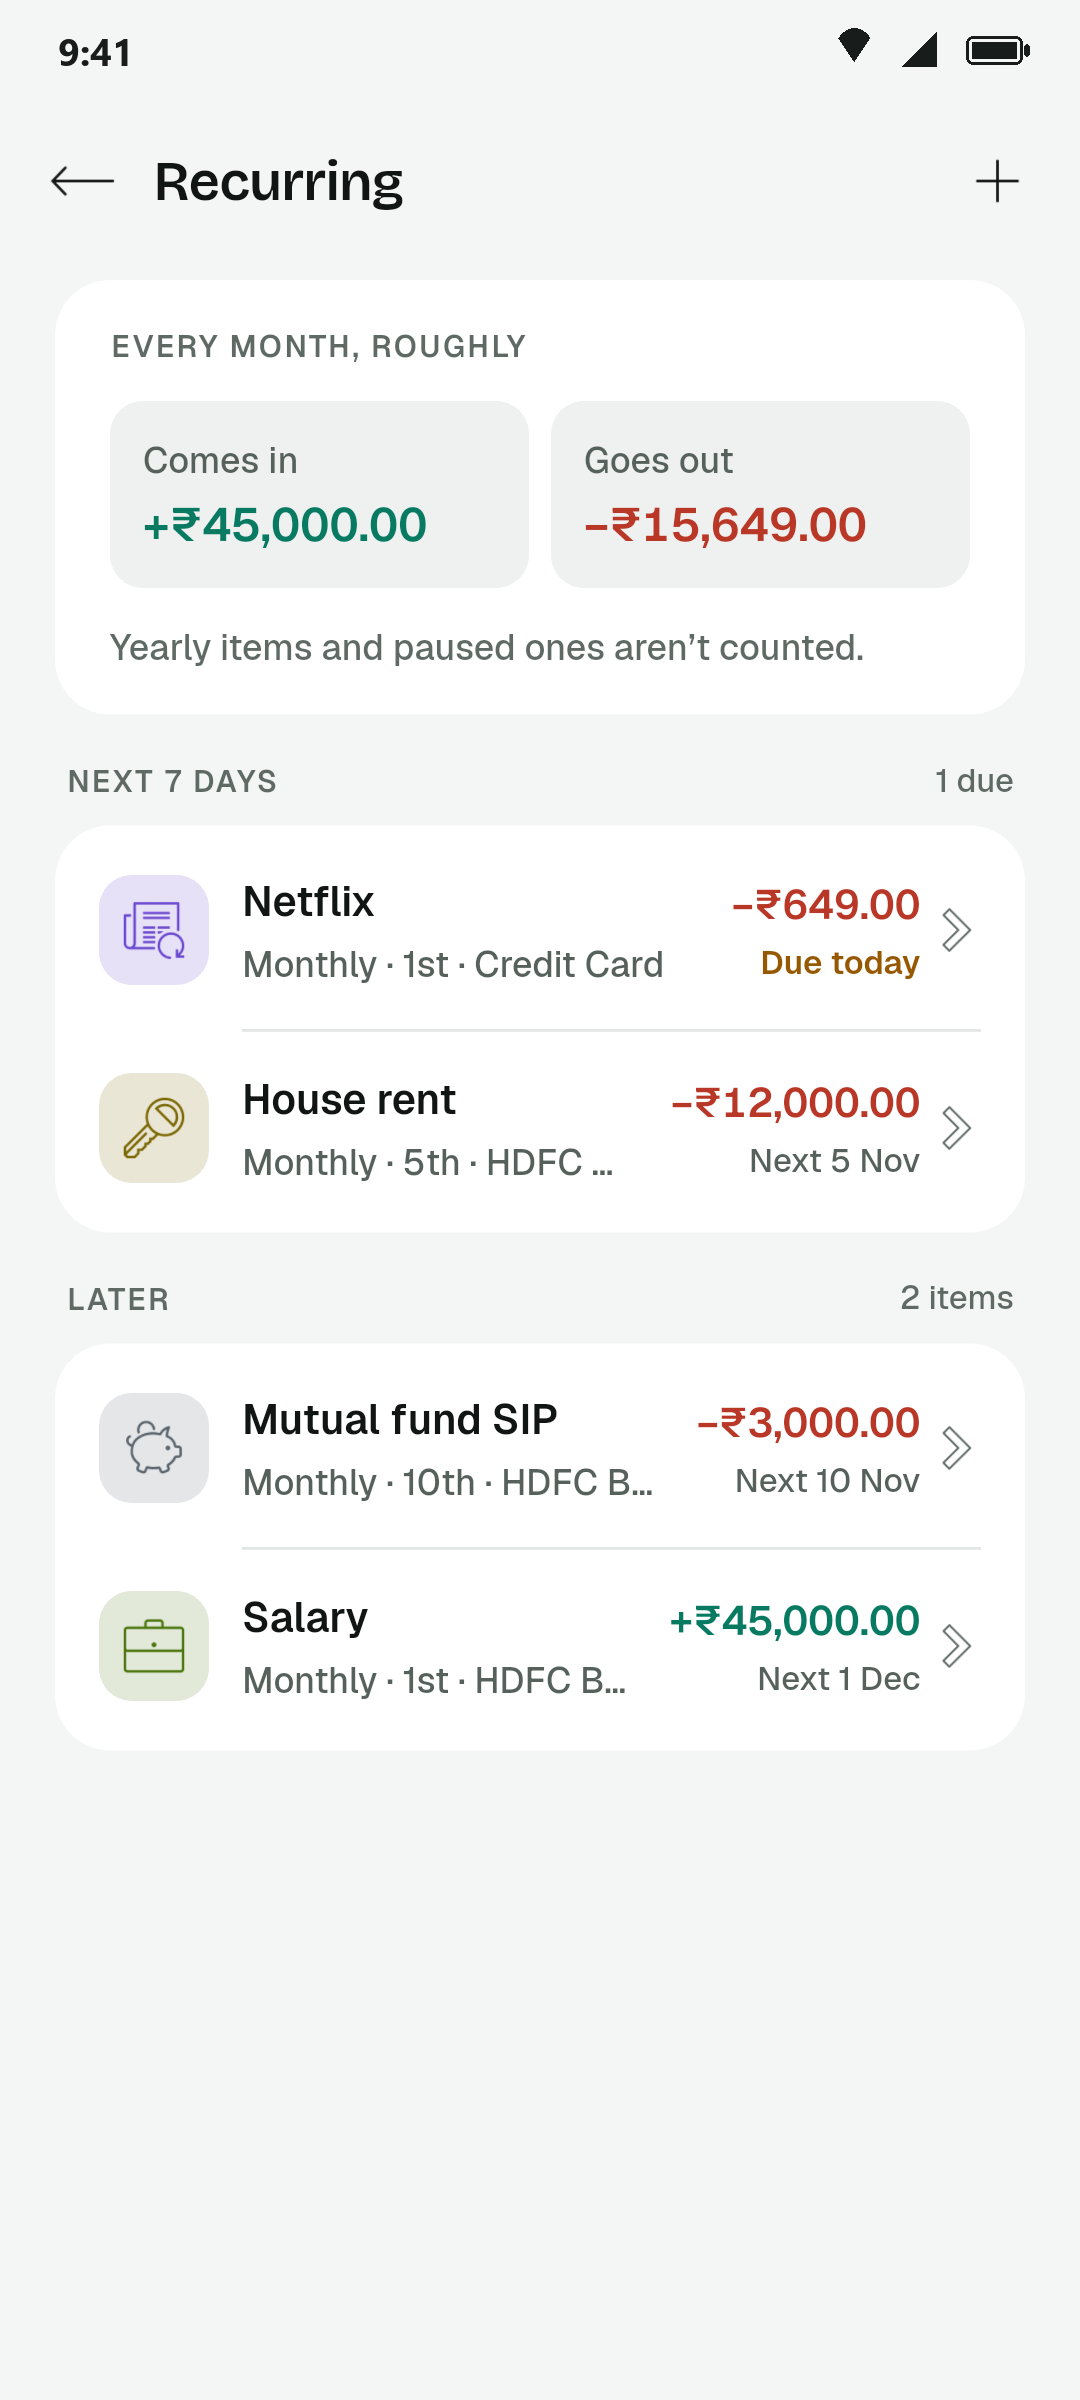 9:41
Recurring
EVERY MONTH, ROUGHLY
Comes in
+₹45,000.00
Goes out
−₹15,649.00
Yearly items and paused ones aren’t counted.
NEXT 7 DAYS
1 due
Netflix
−₹649.00
Monthly · 1st · Credit Card
Due today
House rent
−₹12,000.00
Monthly · 5th · HDFC ...
Next 5 Nov
LATER
2 items
Mutual fund SIP
−₹3,000.00
Monthly · 10th · HDFC B...
Next 10 Nov
Salary
+₹45,000.00
Monthly · 1st · HDFC B...
Next 1 Dec